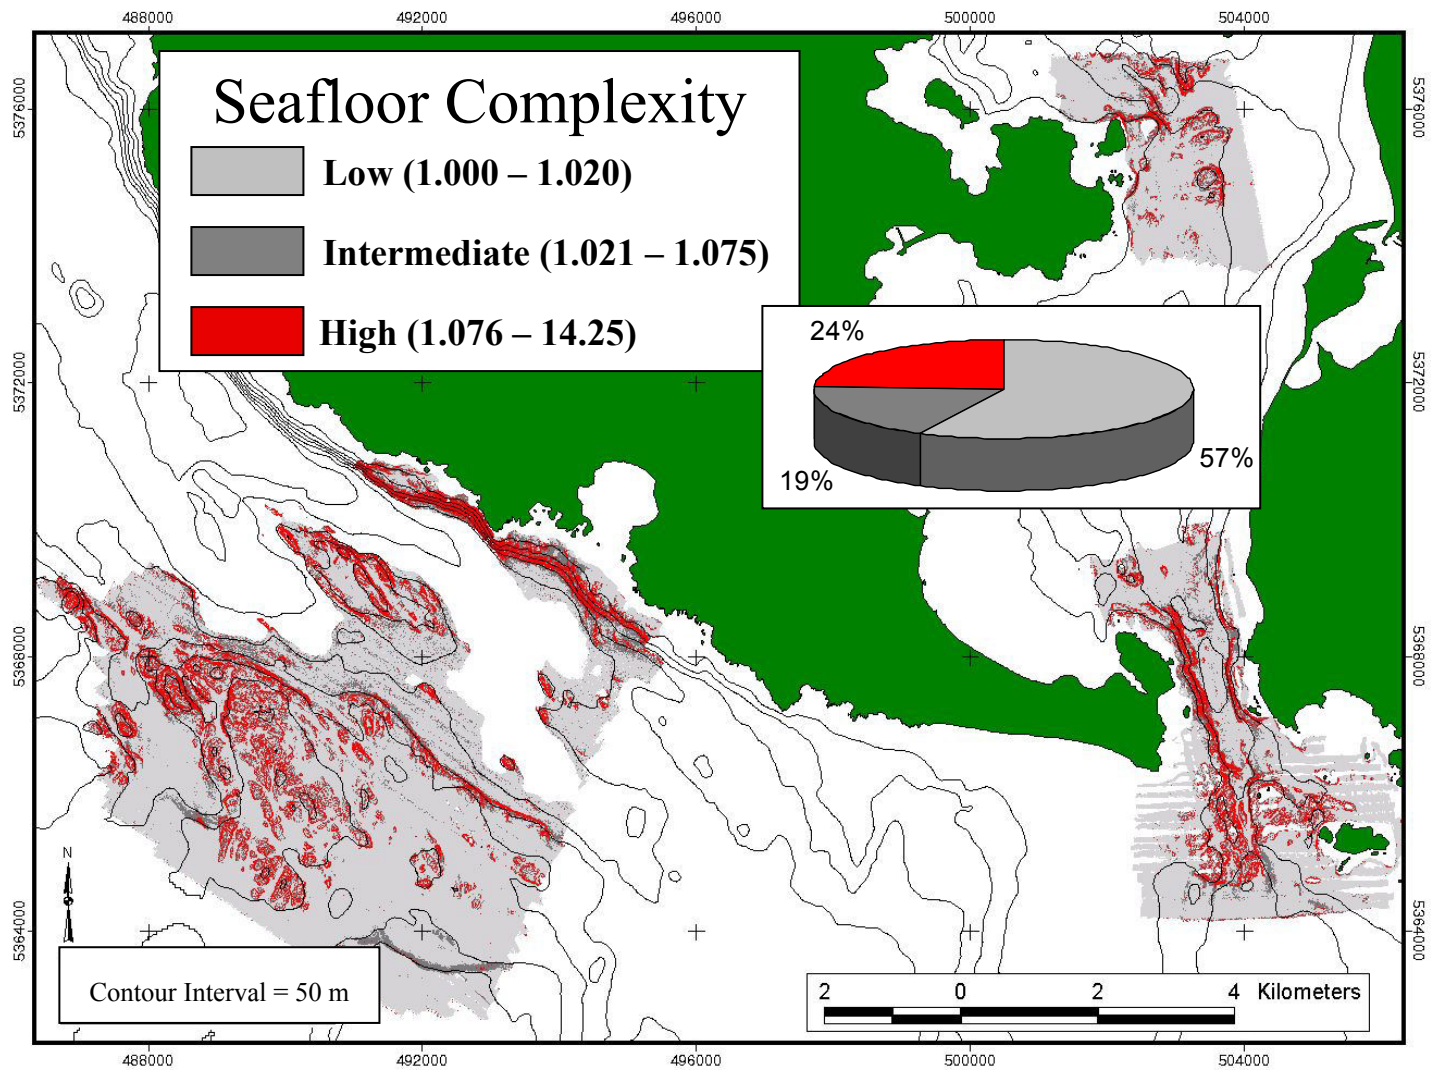 488000 492000 496000 500000 504000
5376000 5376000
Seafloor Complexity
Low (1.000 – 1.020)
Intermediate (1.021 – 1.075)
High (1.076 – 14.25)
24%
57%
19%
5372000 5372000
5368000 5368000
N
5364000 5364000
Contour Interval = 50 m
2 0 2 4 Kilometers
488000 492000 496000 500000 504000